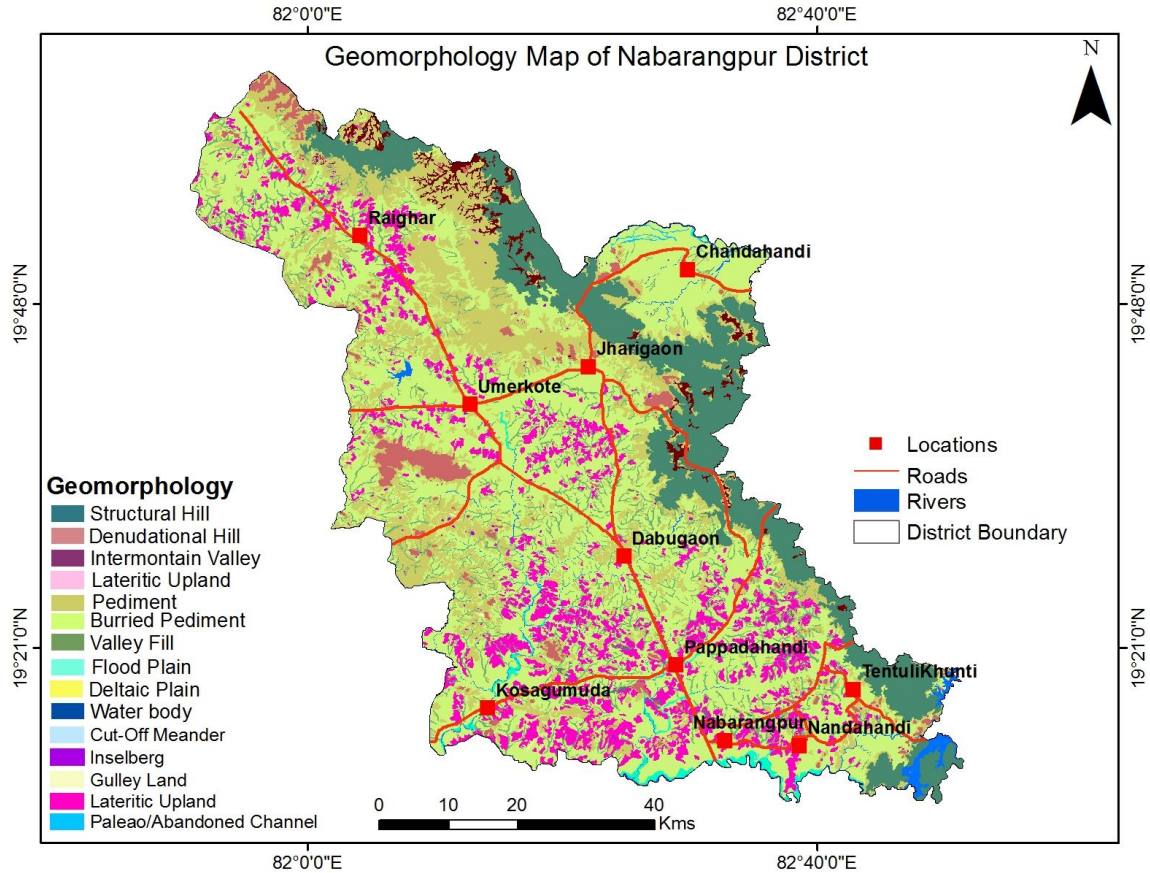 82°0'0"E
82°40'0"E
Geomorphology Map of Nabarangpur District
N
Raighar
Chandahandi
19°48'0"N
19°48'0"N
Jharigaon
Umerkote
Locations
Roads
Rivers
District Boundary
Geomorphology
Structural Hill
Denudational Hill
Intermontain Valley
Lateritic Upland
Pediment
Burried Pediment
Valley Fill
Flood Plain
Deltaic Plain
Water body
Cut-Off Meander
Inselberg
Gulley Land
Lateritic Upland
Paleao/Abandoned Channel
Dabugaon
19°21'0"N
19°21'0"N
Pappadahandi
TentuliKhunti
Kosagumuda
Nabarangpur
Nandahandi
0 10 20 40
Kms
82°0'0"E
82°40'0"E